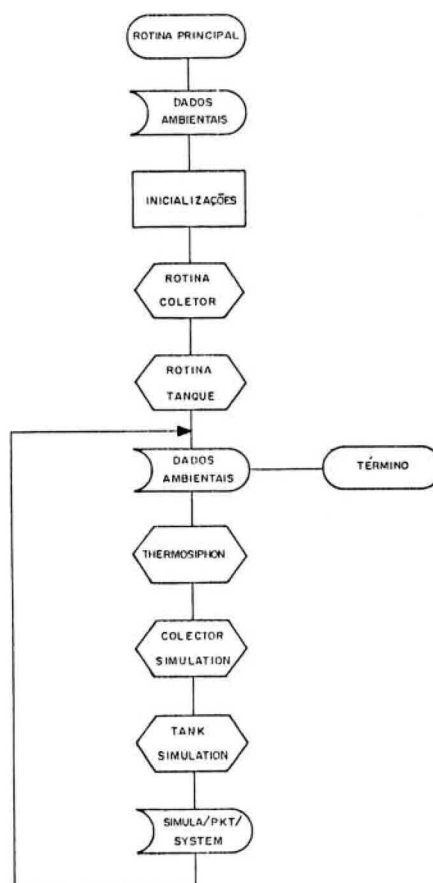 ROTINA PRINCIPAL
DADOS
AMBIENTAIS
INICIALIZAÇÕES
ROTINA
COLETOR
ROTINA
TANQUE
DADOS
AMBIENTAIS
TÉRMINO
THERMOSIPHON
COLECTOR
SIMULATION
TANK
SIMULATION
SIMULA/PKT/
SYSTEM